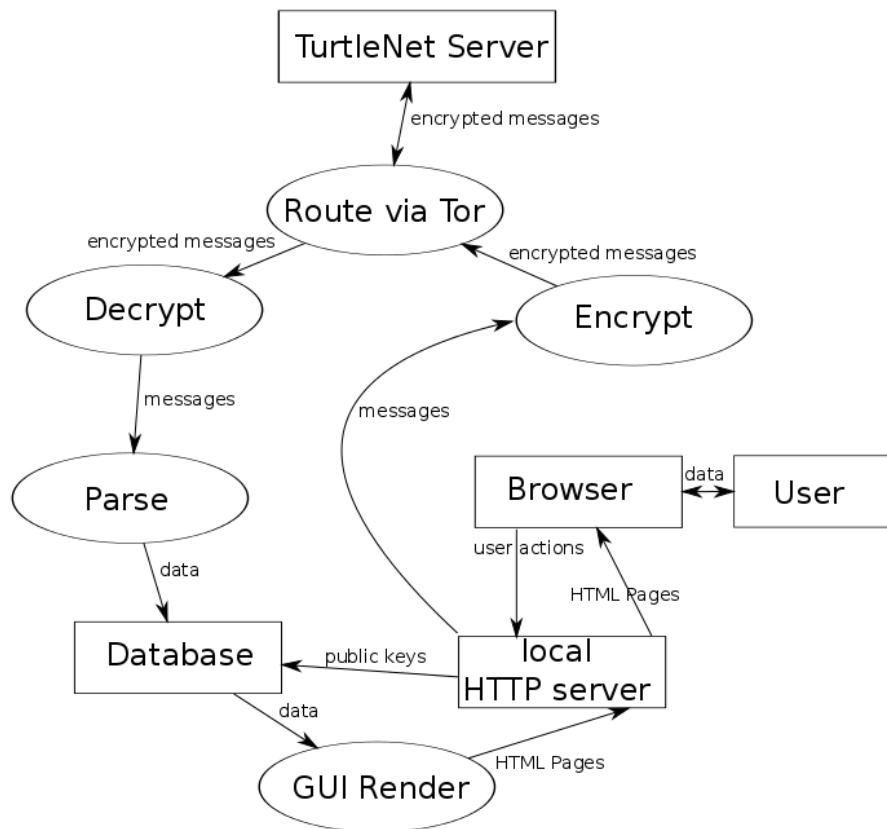 TurtleNet Server
encrypted messages
Route via Tor
encrypted messages
encrypted messages
Decrypt
Encrypt
messages
messages
Browser
data
User
Parse
user actions
data
HTML Pages
local
HTTP server
Database
public keys
data
HTML Pages
GUI Render